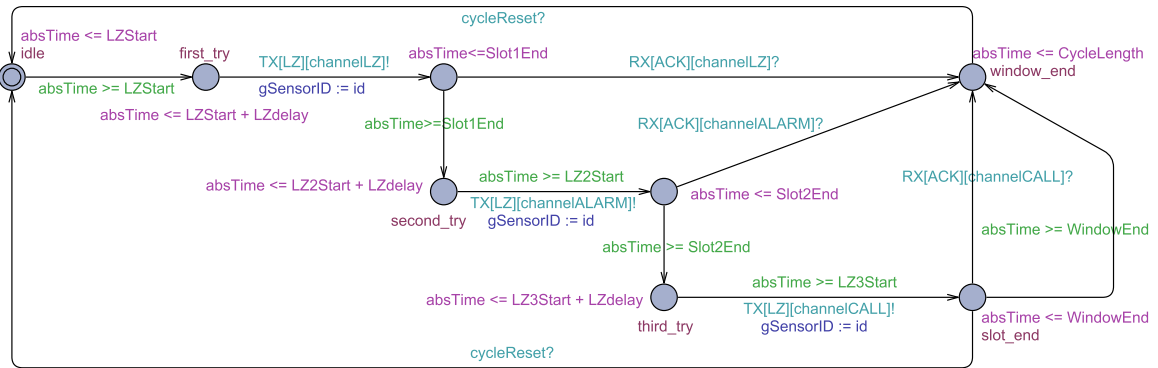 cycleReset?
absTime <= LZStart
idle
first_try
absTime<=Slot1End
absTime <= CycleLength
window_end
TX[LZ][channelLZ]!
RX[ACK][channelLZ]?
absTime >= LZStart
gSensorID := id
absTime <= LZStart + LZdelay
absTime>=Slot1End
RX[ACK][channelALARM]?
absTime <= LZ2Start + LZdelay
absTime >= LZ2Start
RX[ACK][channelCALL]?
absTime <= Slot2End
TX[LZ][channelALARM]!
second_try
gSensorID := id
absTime >= WindowEnd
absTime >= Slot2End
absTime >= LZ3Start
absTime <= LZ3Start + LZdelay
TX[LZ][channelCALL]!
absTime <= WindowEnd
third_try
gSensorID := id
slot_end
cycleReset?